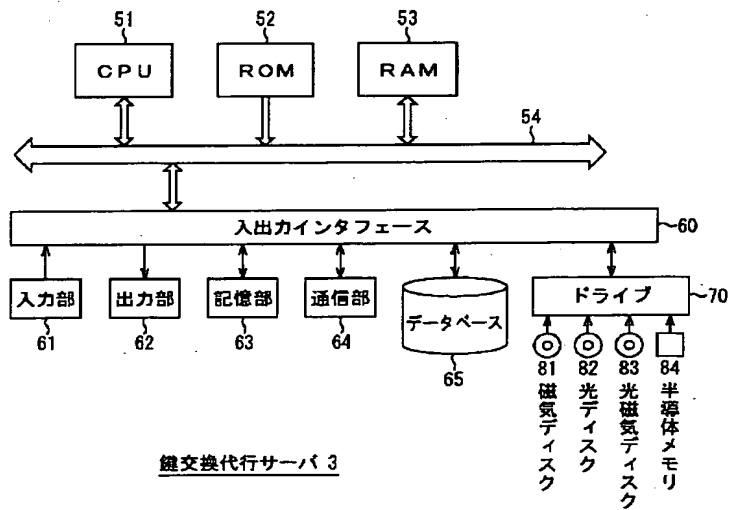 51
52
53
CPU
ROM
RAM
54
入出力インタフェース
60
入力部
出力部
記憶部
通信部
データベース
ドライブ
70
61
62
63
64
65
81
82
83
84
磁気ディスク
光ディスク
光磁気ディスク
半導体メモリ
鍵交換代行サーバ 3